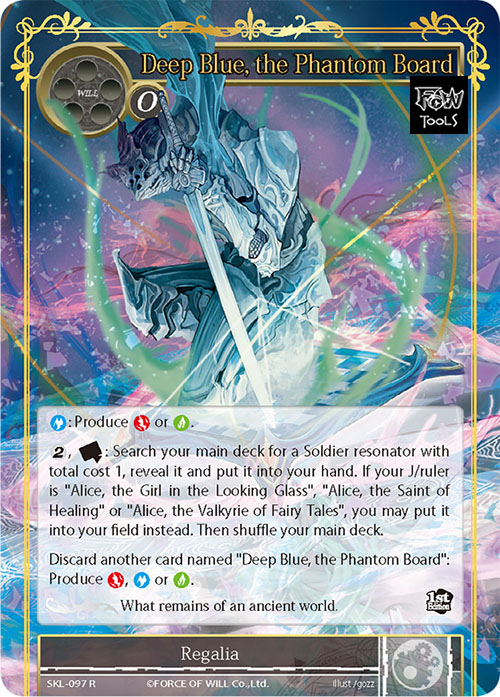 Deep Blue, the Phantom Board
WILL
0
FOW
TOOLS
: Produce or .
2, : Search your main deck for a Soldier resonator with
total cost 1, reveal it and put it into your hand. If your J/ruler
is "Alice, the Girl in the Looking Glass", "Alice, the Saint of
Healing" or "Alice, the Valkyrie of Fairy Tales", you may put it
into your field instead. Then shuffle your main deck.
Discard another card named "Deep Blue, the Phantom Board":
Produce , or .
What remains of an ancient world.
1st
Edition
Regalia
SKL-097 R ©FORCE OF WILL Co.,Ltd. Illust /gozz